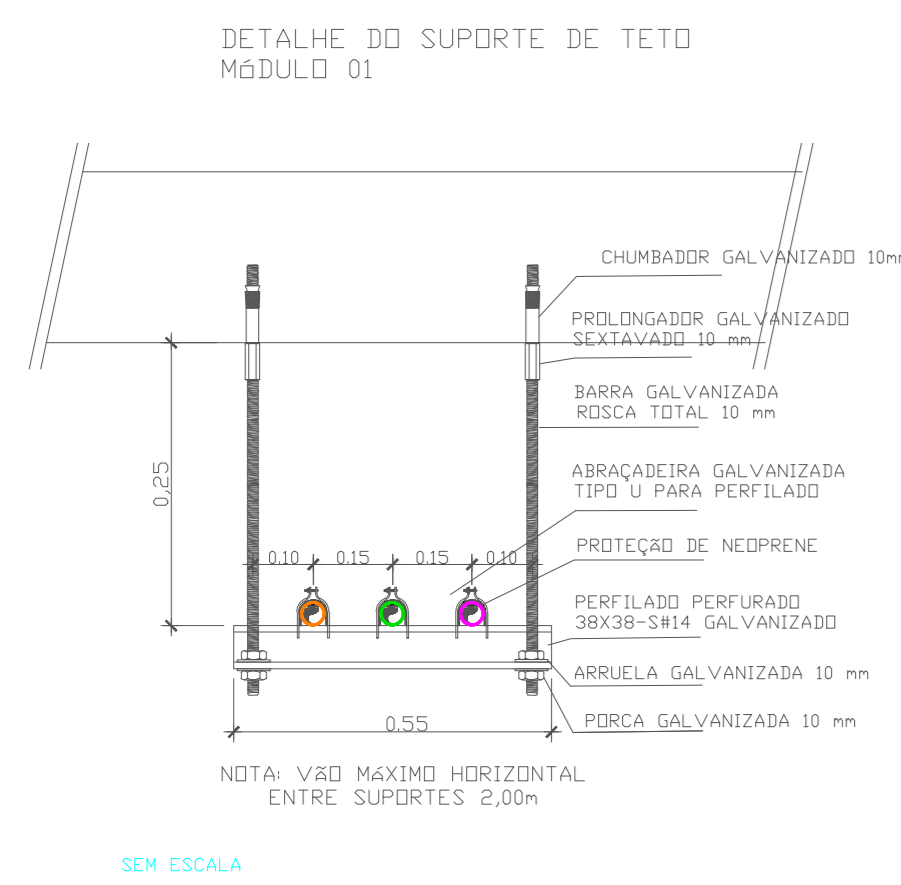 DETALHE DO SUPORTE DE TETO
MóDULO 01
CHUMBADOR GALVANIZADO 10mm
PROLONGADOR GALVANIZADO
SEXTAVADO 10 mm
BARRA GALVANIZADA
ROSCA TOTAL 10 mm
0,25
ABRAÇADEIRA GALVANIZADA
TIPO U PARA PERFILADO
0.10 0.15 0.15 0.10
PROTEÇãO DE NEOPRENE
PERFILADO PERFURADO
38X38-S#14 GALVANIZADO
ARRUELA GALVANIZADA 10 mm
PORCA GALVANIZADA 10 mm
0.55
NOTA: VãO MáXIMO HORIZONTAL
ENTRE SUPORTES 2,00m
SEM ESCALA